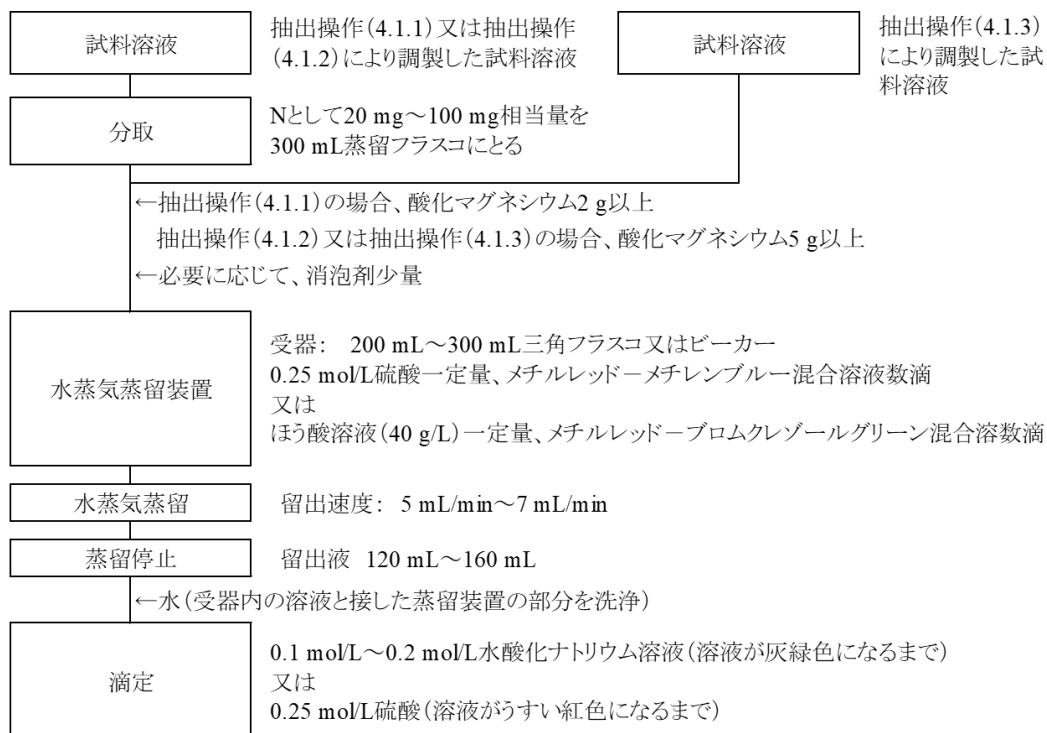 試料溶液
抽出操作(4.1.1)又は抽出操作
(4.1.2)により調製した試料溶液
試料溶液
抽出操作(4.1.3)
により調製した試
料溶液
分取
Nとして20 mg～100 mg相当量を
300 mL蒸留フラスコにとる
←抽出操作(4.1.1)の場合、酸化マグネシウム2 g以上
抽出操作(4.1.2)又は抽出操作(4.1.3)の場合、酸化マグネシウム5 g以上
←必要に応じて、消泡剤少量
水蒸気蒸留装置
受器： 200 mL～300 mL三角フラスコ又はビーカー
0.25 mol/L硫酸一定量、メチルレッド－メチレンブルー混合溶液数滴
又は
ほう酸溶液(40 g/L)一定量、メチルレッド－ブロムクレゾールグリーン混合溶数滴
水蒸気蒸留
留出速度： 5 mL/min～7 mL/min
蒸留停止
留出液 120 mL～160 mL
←水(受器内の溶液と接した蒸留装置の部分を洗浄)
滴定
0.1 mol/L～0.2 mol/L水酸化ナトリウム溶液(溶液が灰緑色になるまで)
又は
0.25 mol/L硫酸(溶液がうすい紅色になるまで)